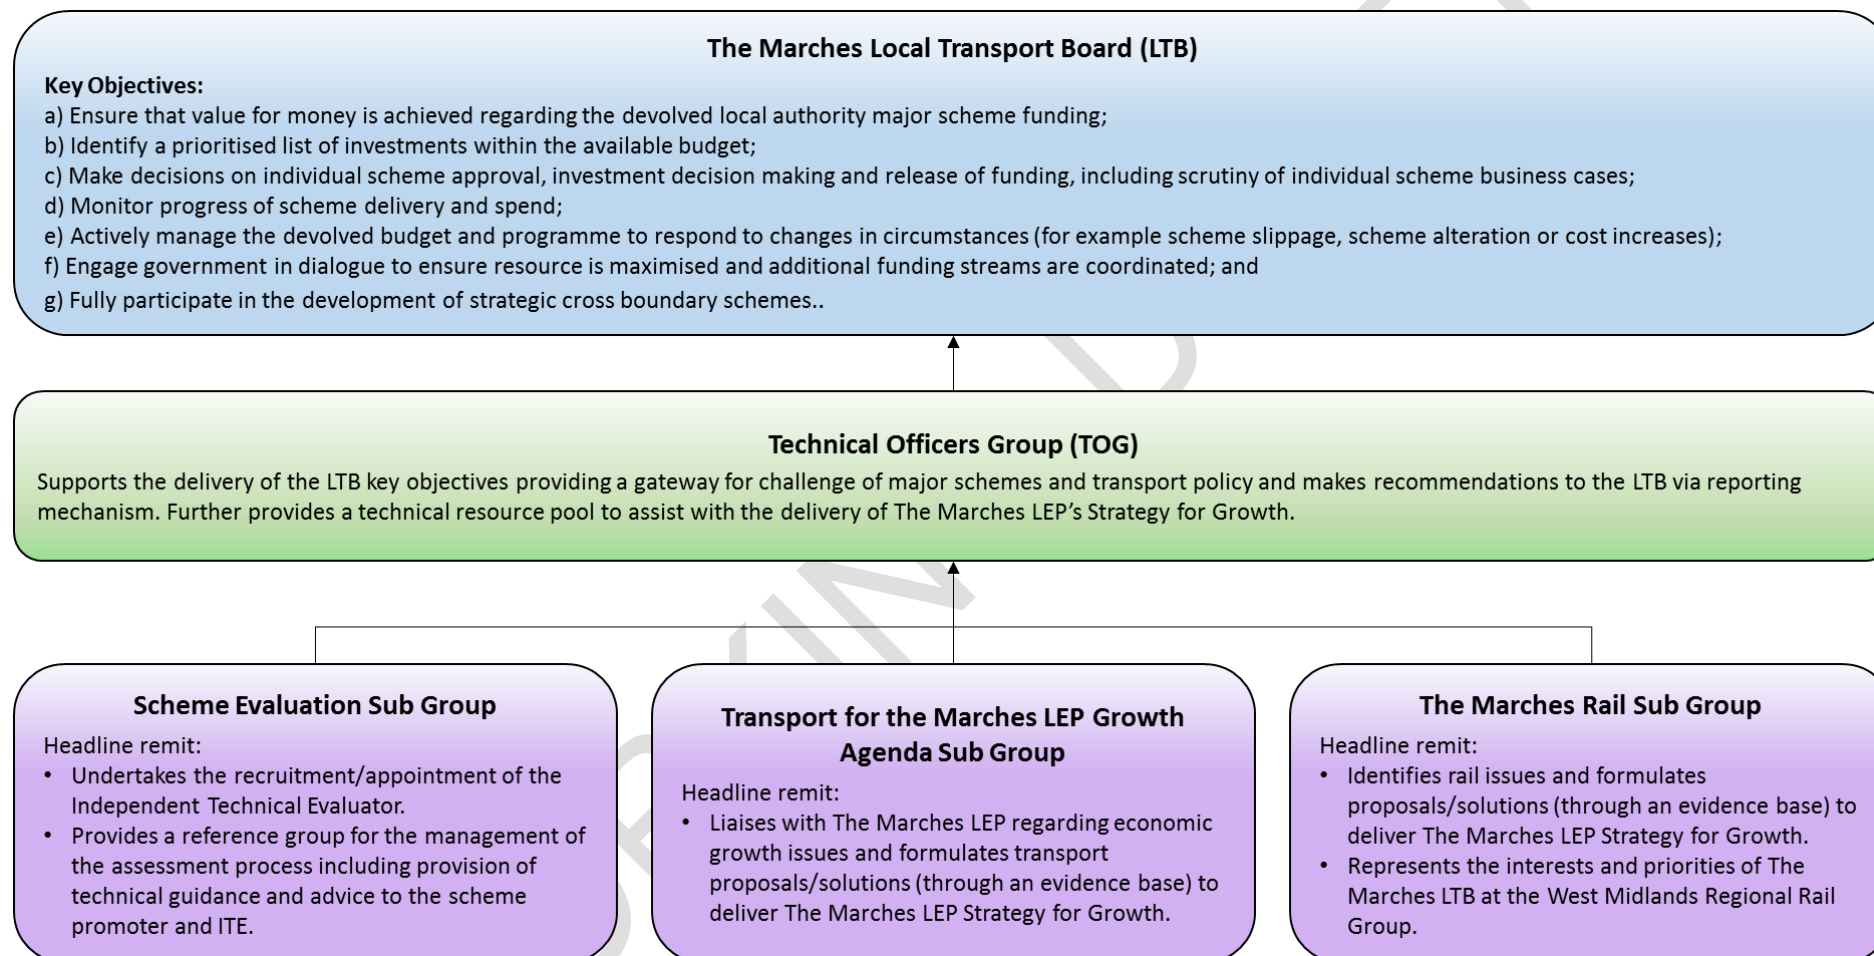 The Marches Local Transport Board (LTB)
Key Objectives:
a) Ensure that value for money is achieved regarding the devolved local authority major scheme funding;
b) Identify a prioritised list of investments within the available budget;
c) Make decisions on individual scheme approval, investment decision making and release of funding, including scrutiny of individual scheme business cases;
d) Monitor progress of scheme delivery and spend;
e) Actively manage the devolved budget and programme to respond to changes in circumstances (for example scheme slippage, scheme alteration or cost increases);
f) Engage government in dialogue to ensure resource is maximised and additional funding streams are coordinated; and
g) Fully participate in the development of strategic cross boundary schemes..
Technical Officers Group (TOG)
Supports the delivery of the LTB key objectives providing a gateway for challenge of major schemes and transport policy and makes recommendations to the LTB via reporting
mechanism. Further provides a technical resource pool to assist with the delivery of The Marches LEP's Strategy for Growth.
Scheme Evaluation Sub Group
Headline remit:
• Undertakes the recruitment/appointment of the
Independent Technical Evaluator.
• Provides a reference group for the management of
the assessment process including provision of
technical guidance and advice to the scheme
promoter and ITE.
Transport for the Marches LEP Growth
Agenda Sub Group
Headline remit:
• Liaises with The Marches LEP regarding economic
growth issues and formulates transport
proposals/solutions (through an evidence base) to
deliver The Marches LEP Strategy for Growth.
The Marches Rail Sub Group
Headline remit:
• Identifies rail issues and formulates
proposals/solutions (through an evidence base) to
deliver The Marches LEP Strategy for Growth.
• Represents the interests and priorities of The
Marches LTB at the West Midlands Regional Rail
Group.